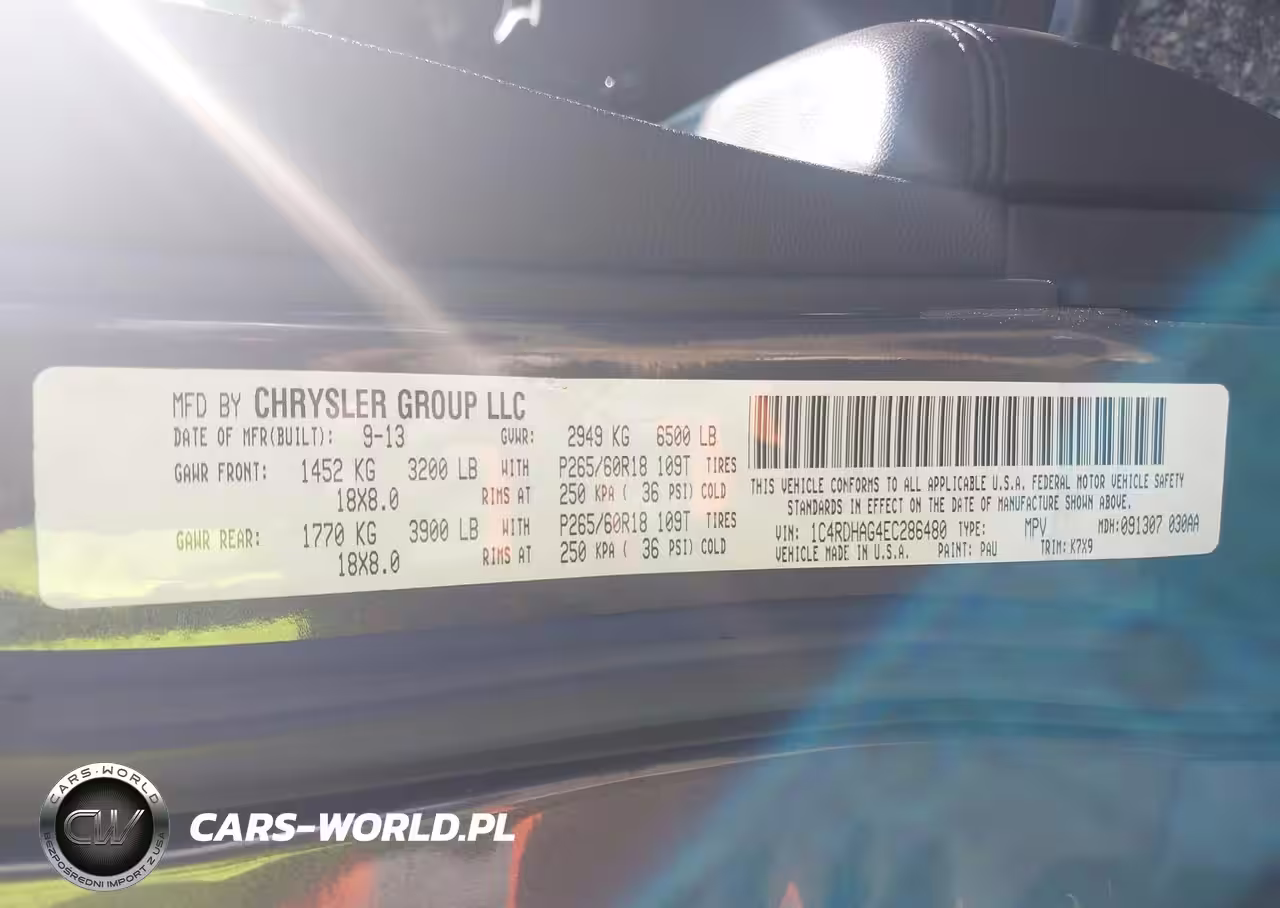 MFD BY CHRYSLER GROUP LLC
DATE OF MFR(BUILT): 9-13 GVWR: 2949 KG 6500 LB
GAWR FRONT: 1452 KG 3200 LB WITH P265/60R18 109T TIRES
18X8.0 RIMS AT 250 KPA ( 36 PSI) COLD
GAWR REAR: 1770 KG 3900 LB WITH P265/60R18 109T TIRES
18X8.0 RIMS AT 250 KPA ( 36 PSI) COLD
THIS VEHICLE CONFORMS TO ALL APPLICABLE U.S.A. FEDERAL MOTOR VEHICLE SAFETY
STANDARDS IN EFFECT ON THE DATE OF MANUFACTURE SHOWN ABOVE.
VIN: 1C4RDHAG4EC286480 TYPE: MPV MDH: 091307 030AA
VEHICLE MADE IN U.S.A. PAINT: PAU TRIM: K7X9
CARS-WORLD
CW
BEZPOŚREDNI IMPORT Z USA
CARS-WORLD.PL